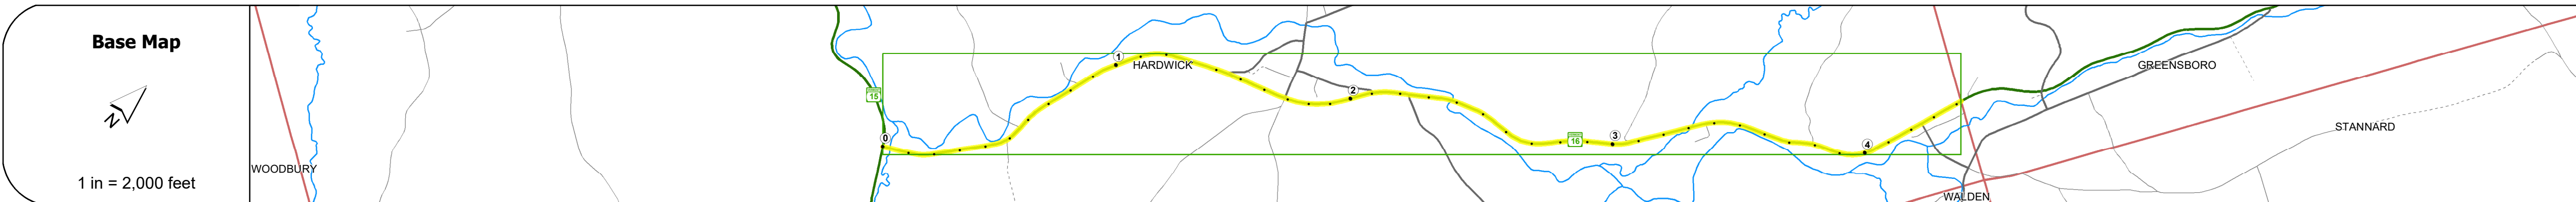 Base Map
N
1 in = 2,000 feet
WOODBURY
15
0
1
HARDWICK
2
16
3
4
GREENSBORO
STANNARD
WALDEN